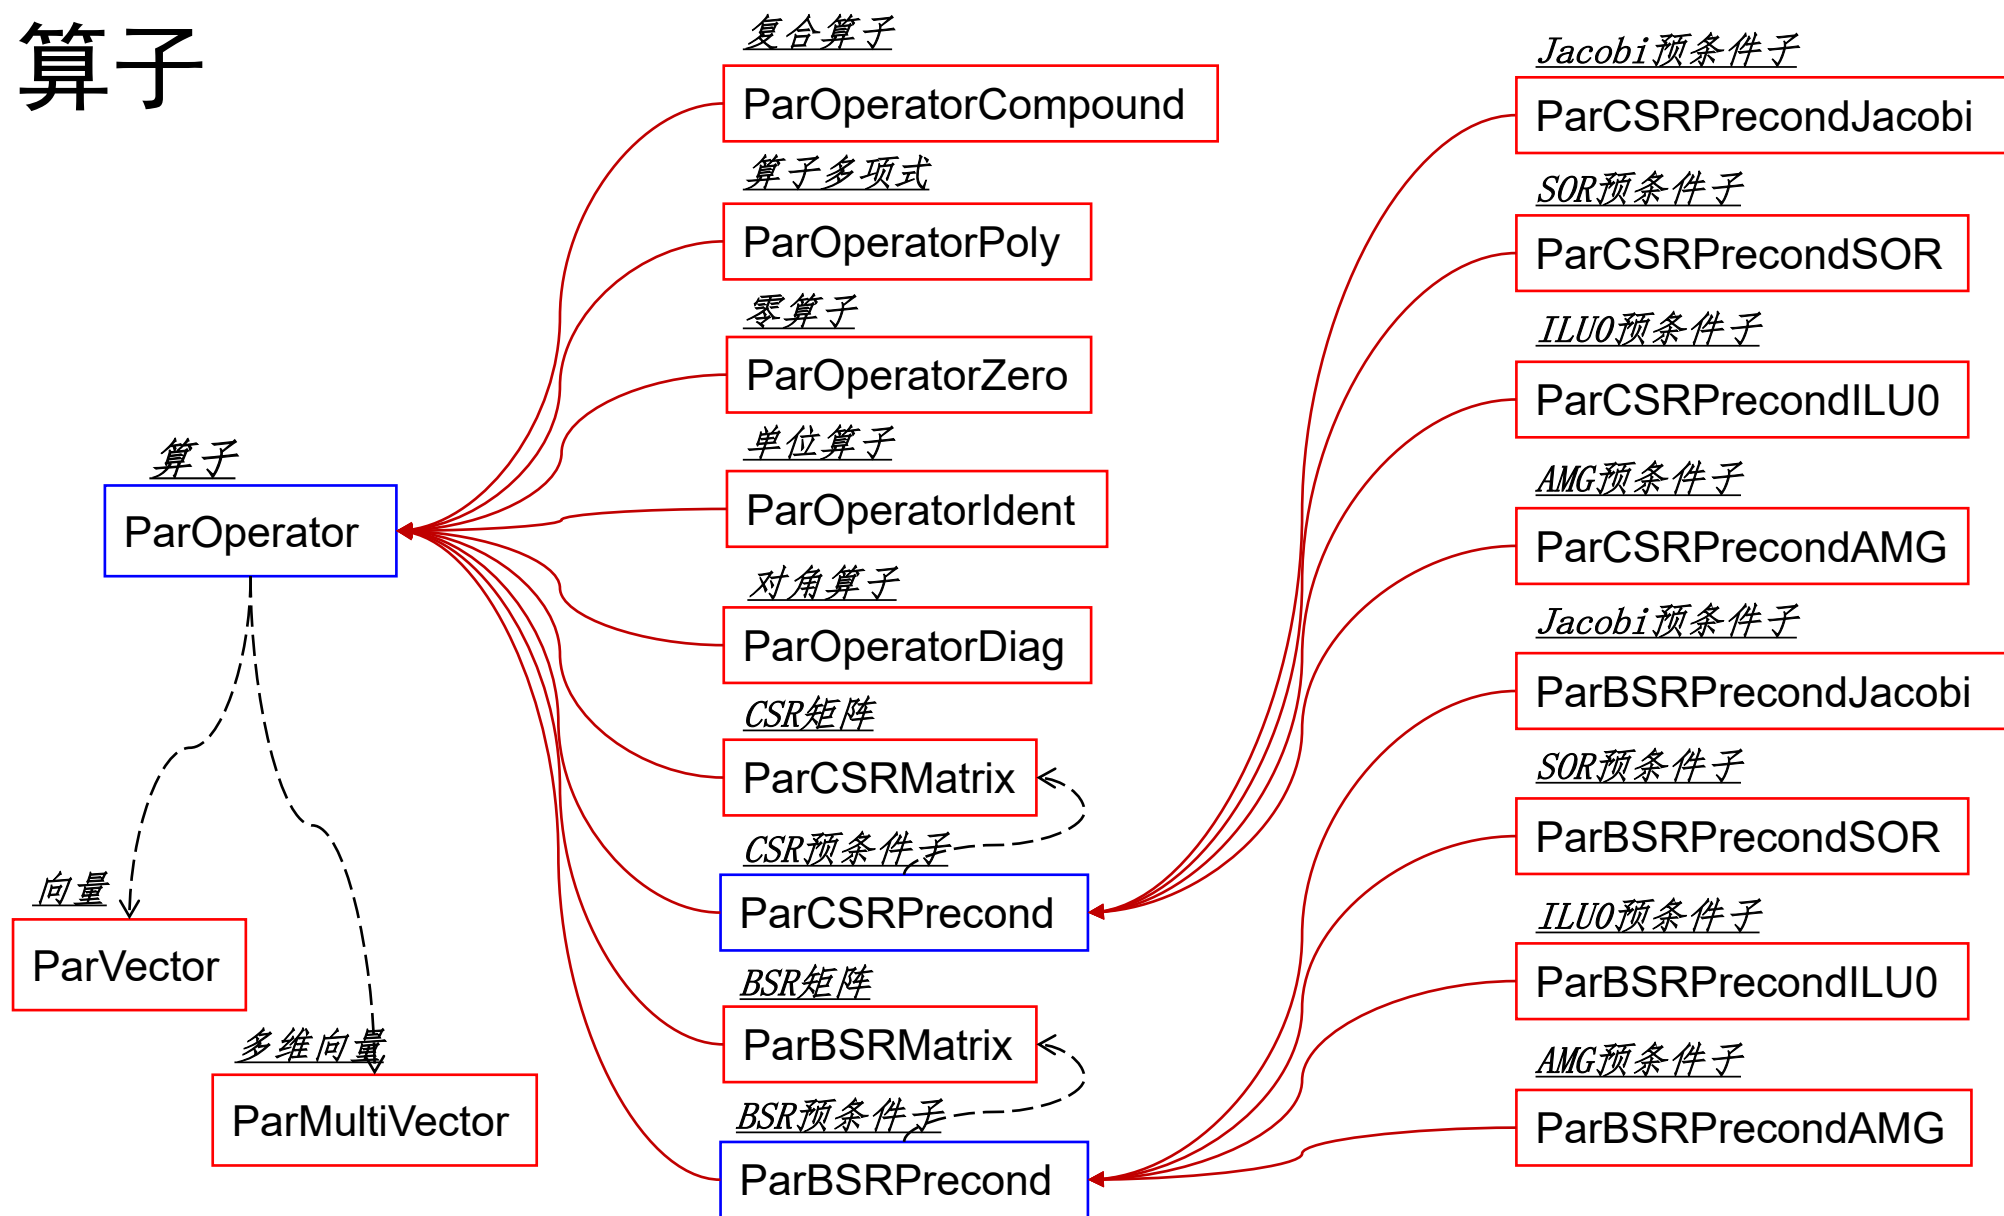 算子
复合算子
ParOperatorCompound
算子多项式
ParOperatorPoly
零算子
ParOperatorZero
单位算子
ParOperatorIdent
对角算子
ParOperatorDiag
CSR矩阵
ParCSRMatrix
CSR预条件子
ParCSRPrecond
BSR矩阵
ParBSRMatrix
BSR预条件子
ParBSRPrecond
算子
ParOperator
向量
ParVector
多维向量
ParMultiVector
Jacobi预条件子
ParCSRPrecondJacobi
SOR预条件子
ParCSRPrecondSOR
ILU0预条件子
ParCSRPrecondILU0
AMG预条件子
ParCSRPrecondAMG
Jacobi预条件子
ParBSRPrecondJacobi
SOR预条件子
ParBSRPrecondSOR
ILU0预条件子
ParBSRPrecondILU0
AMG预条件子
ParBSRPrecondAMG